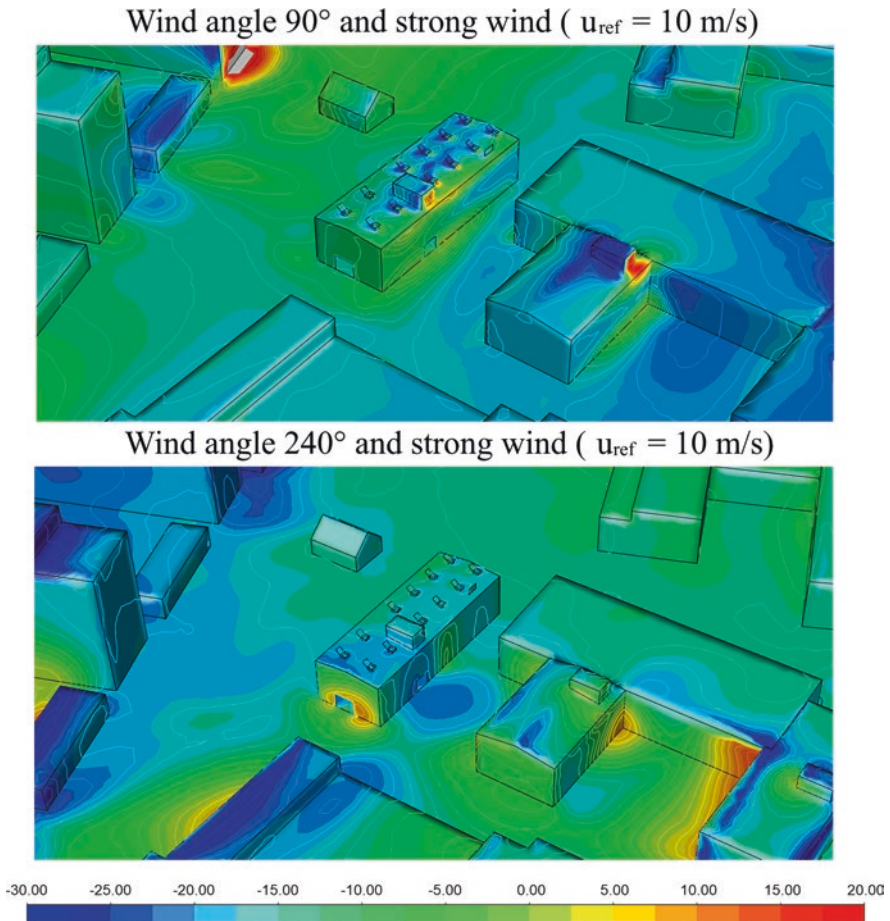 Wind angle 90° and strong wind ( uref = 10 m/s)
Wind angle 240° and strong wind ( uref = 10 m/s)
-30.00 -25.00 -20.00 -15.00 -10.00 -5.00 0.00 5.00 10.00 15.00 20.00